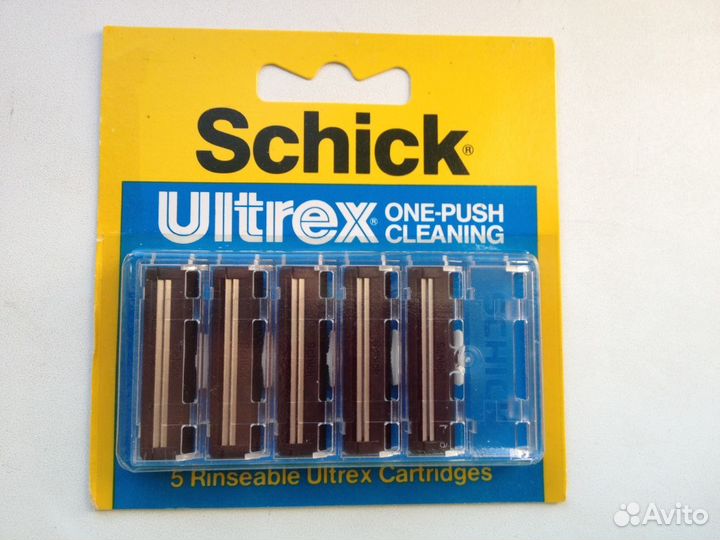 Schick®
Ultrex® ONE-PUSH
CLEANING
SCHICK
5 Rinseable Ultrex Cartridges
Avito